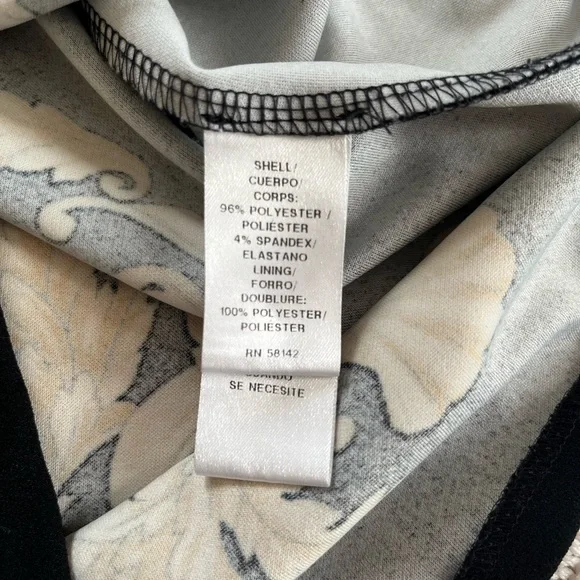 SHELL/
CUERPO/
CORPS:
96% POLYESTER /
POLIESTER
4% SPANDEX/
ELASTANO
LINING/
FORRO/
DOUBLURE:
100% POLYESTER/
POLIESTER
RN 58142
CUANDO
SE NECESITE